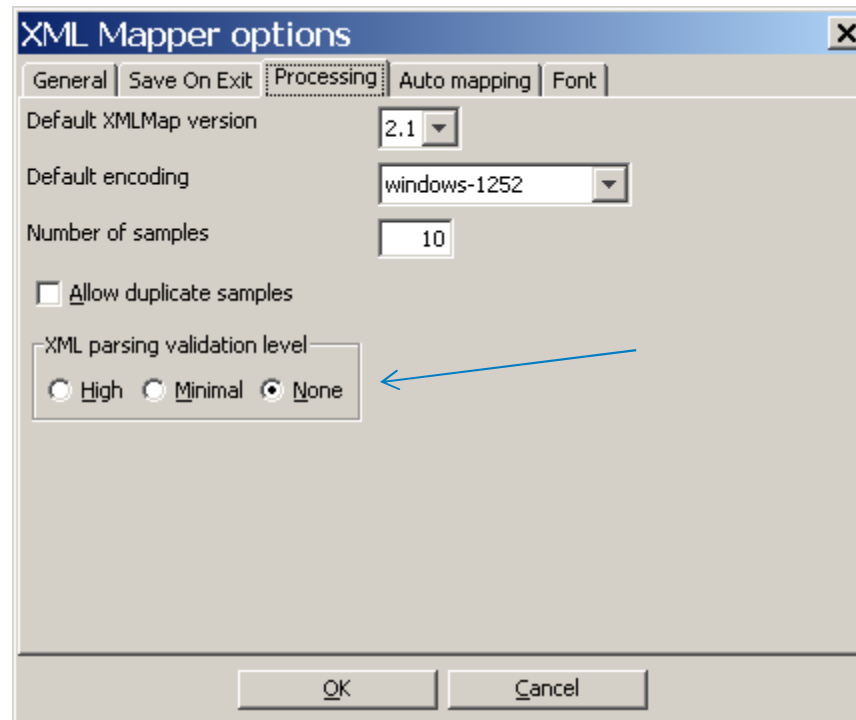 XML Mapper options
General Save On Exit Processing Auto mapping Font
Default XMLMap version 2.1
Default encoding windows-1252
Number of samples 10
Allow duplicate samples
XML parsing validation level
High Minimal None
OK Cancel